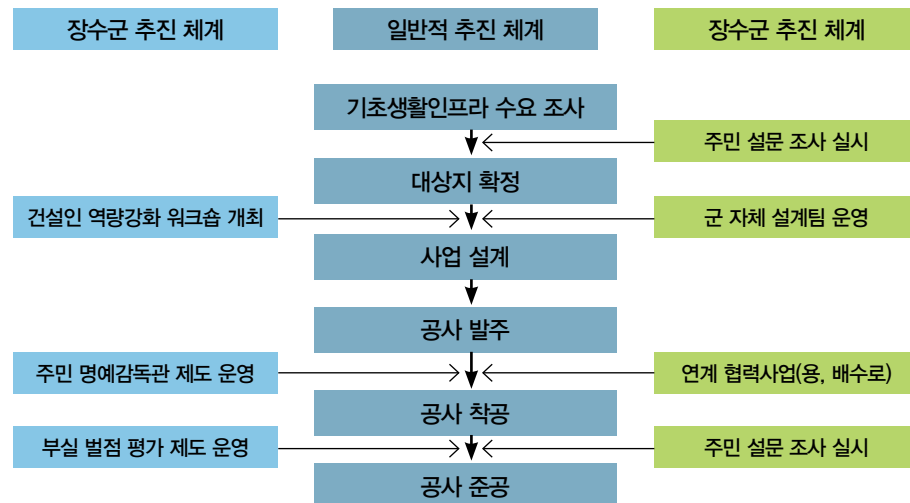 장수군 추진 체계
일반적 추진 체계
장수군 추진 체계
기초생활인프라 수요 조사
주민 설문 조사 실시
대상지 확정
건설인 역량강화 워크숍 개최
군 자체 설계팀 운영
사업 설계
공사 발주
주민 명예감독관 제도 운영
연계 협력사업(용, 배수로)
공사 착공
부실 벌점 평가 제도 운영
주민 설문 조사 실시
공사 준공